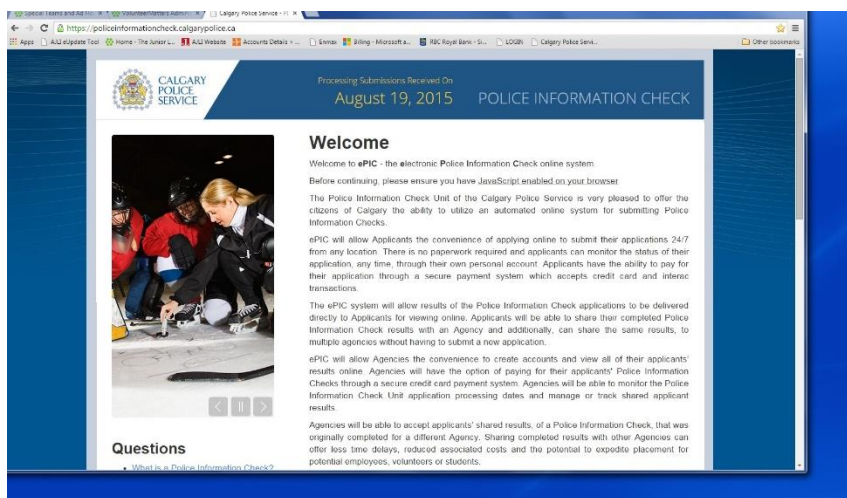 Special Teams and Ad Ho
VolunteerMatters Admin
Calgary Police Service - Pol
https://policeinformationcheck.calgarypolice.ca
Apps AJLI eUpdate Tool Home - The Junior L... AJLI Website Accounts Details » ... Enmax Billing - Microsoft a... RBC Royal Bank - Si... LOGIN Calgary Police Servi... Other bookmarks
CALGARY
POLICE
SERVICE
Processing Submissions Received On
August 19, 2015
POLICE INFORMATION CHECK
Welcome
Welcome to ePIC - the electronic Police Information Check online system.
Before continuing, please ensure you have JavaScript enabled on your browser
The Police Information Check Unit of the Calgary Police Service is very pleased to offer the
citizens of Calgary the ability to utilize an automated online system for submitting Police
Information Checks.
ePIC will allow Applicants the convenience of applying online to submit their applications 24/7
from any location. There is no paperwork required and applicants can monitor the status of their
application, any time, through their own personal account. Applicants have the ability to pay for
their application through a secure payment system which accepts credit card and interac
transactions.
The ePIC system will allow results of the Police Information Check applications to be delivered
directly to Applicants for viewing online. Applicants will be able to share their completed Police
Information Check results with an Agency and additionally, can share the same results, to
multiple agencies without having to submit a new application.
ePIC will allow Agencies the convenience to create accounts and view all of their applicants'
results online. Agencies will have the option of paying for their applicants' Police Information
Checks through a secure credit card payment system. Agencies will be able to monitor the Police
Information Check Unit application processing dates and manage or track shared applicant
results.
Agencies will be able to accept applicants' shared results, of a Police Information Check, that was
originally completed for a different Agency. Sharing completed results with other Agencies can
offer less time delays, reduced associated costs and the potential to expedite placement for
potential employees, volunteers or students.
Questions
What is a Police Information Check?